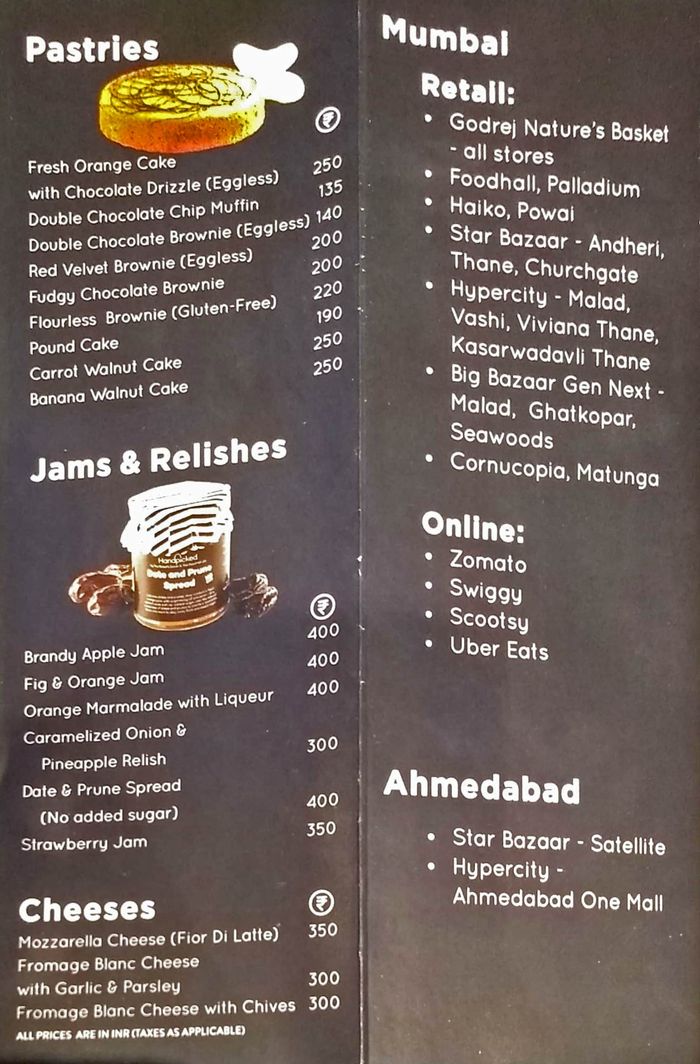 Pastries
Fresh Orange Cake
with Chocolate Drizzle (Eggless) 250
Double Chocolate Chip Muffin 135
Double Chocolate Brownie (Eggless) 140
Red Velvet Brownie (Eggless) 200
Fudgy Chocolate Brownie 200
Flourless Brownie (Gluten-Free) 220
Pound Cake 190
Carrot Walnut Cake 250
Banana Walnut Cake 250
Jams & Relishes
Handpicked
Date and Prune
Spread
₹
Brandy Apple Jam 400
Fig & Orange Jam 400
Orange Marmalade with Liqueur 400
Caramelized Onion &
Pineapple Relish 300
Date & Prune Spread
(No added sugar) 400
Strawberry Jam 350
Cheeses ₹
Mozzarella Cheese (Fior Di Latte) 350
Fromage Blanc Cheese
with Garlic & Parsley 300
Fromage Blanc Cheese with Chives 300
ALL PRICES ARE IN INR (TAXES AS APPLICABLE)
Mumbai
Retail:
• Godrej Nature's Basket
- all stores
• Foodhall, Palladium
• Haiko, Powai
• Star Bazaar - Andheri,
Thane, Churchgate
• Hypercity - Malad,
Vashi, Viviana Thane,
Kasarwadavli Thane
• Big Bazaar Gen Next -
Malad, Ghatkopar,
Seawoods
• Cornucopia, Matunga
Online:
• Zomato
• Swiggy
• Scootsy
• Uber Eats
Ahmedabad
• Star Bazaar - Satellite
• Hypercity -
Ahmedabad One Mall